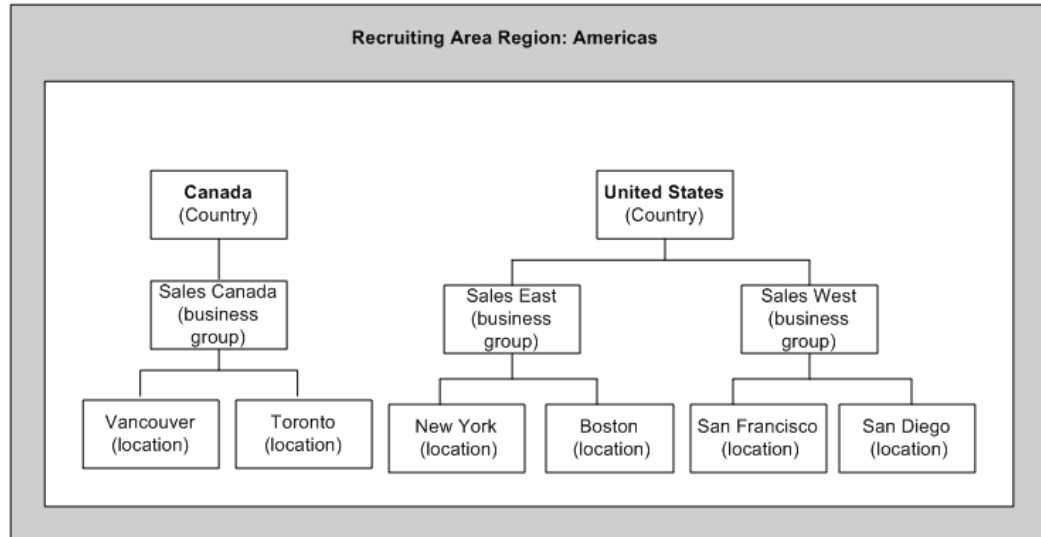 Recruiting Area Region: Americas
Canada
(Country)
United States
(Country)
Sales Canada
(business
group)
Sales East
(business
group)
Sales West
(business
group)
Vancouver
(location)
Toronto
(location)
New York
(location)
Boston
(location)
San Francisco
(location)
San Diego
(location)